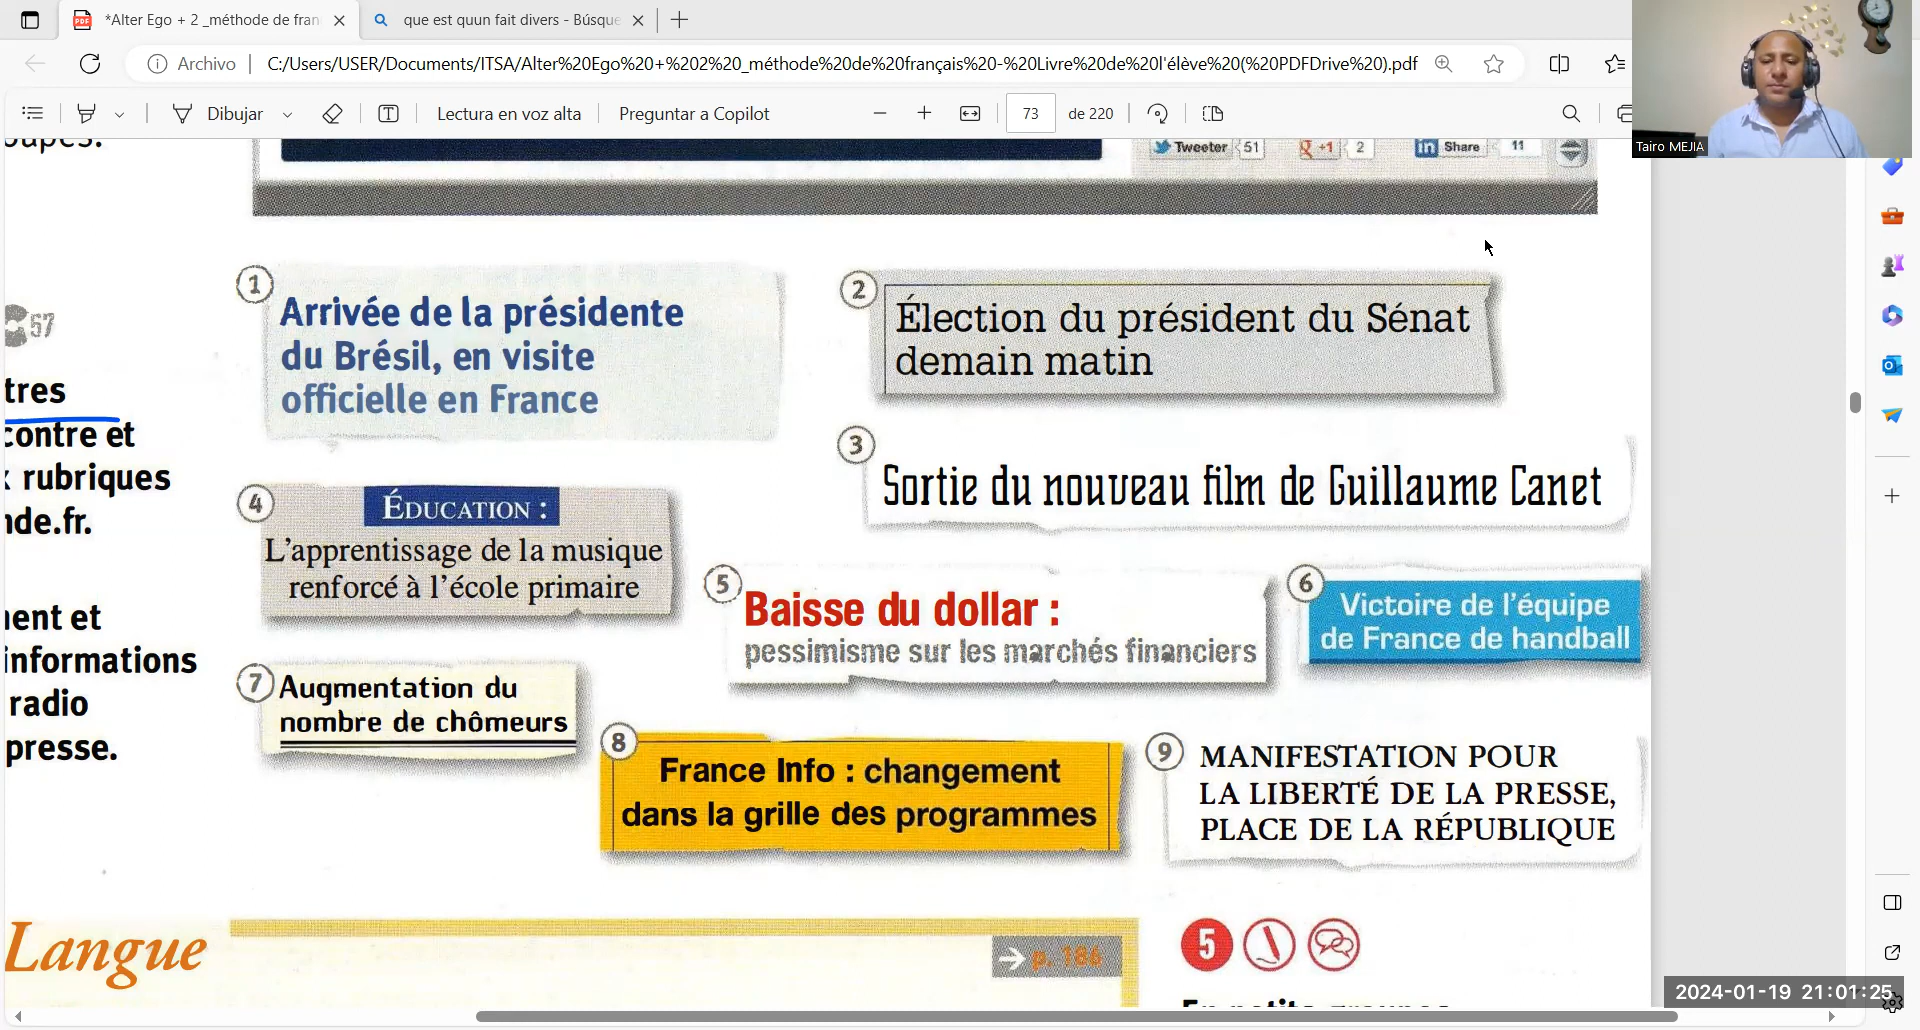 *Alter Ego + 2 _méthode de fran
que est quun fait divers - Búsque
Archivo
C:/Users/USER/Documents/ITSA/Alter%20Ego%20+%202%20_méthode%20de%20français%20-%20Livre%20de%20l'élève%20(%20PDFDrive%20).pdf
Dibujar
Lectura en voz alta
Preguntar a Copilot
73
de 220
Tairo MEJIA
Tweeter 51
+1 2
in Share 11
1
Arrivée de la présidente
du Brésil, en visite
officielle en France
2
Élection du président du Sénat
demain matin
57
tres
contre et
rubriques
nde.fr.
3
Sortie du nouveau film de Guillaume Canet
4
ÉDUCATION :
L'apprentissage de la musique
renforcé à l'école primaire
5
Baisse du dollar :
pessimisme sur les marchés financiers
6
Victoire de l'équipe
de France de handball
ent et
informations
radio
presse.
7
Augmentation du
nombre de chômeurs
8
France Info : changement
dans la grille des programmes
9
MANIFESTATION POUR
LA LIBERTÉ DE LA PRESSE,
PLACE DE LA RÉPUBLIQUE
Langue
p. 186
5
2024-01-19 21:01:25